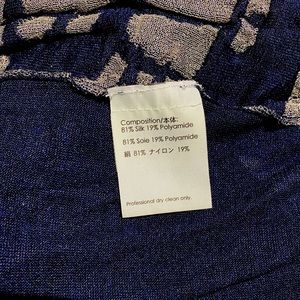 Composition/本体:
81% Silk 19% Polyamide
81% Soie 19% Polyamide
絹 81% ナイロン 19%
Professional dry clean only.